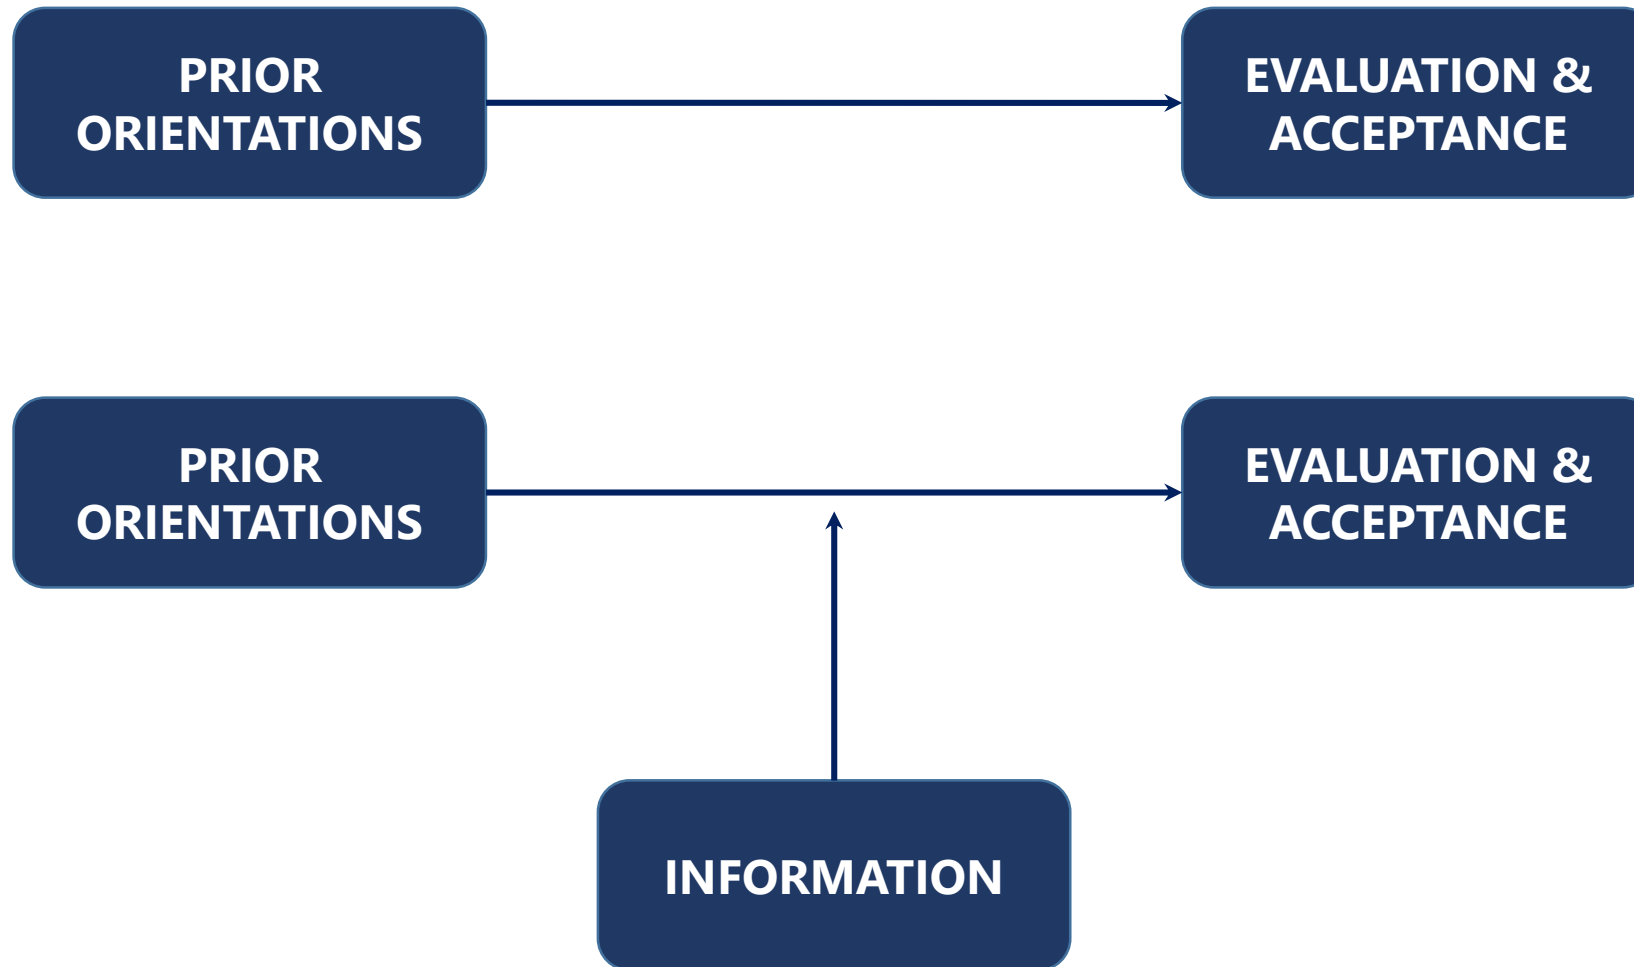 PRIOR
ORIENTATIONS
EVALUATION &
ACCEPTANCE
PRIOR
ORIENTATIONS
EVALUATION &
ACCEPTANCE
INFORMATION